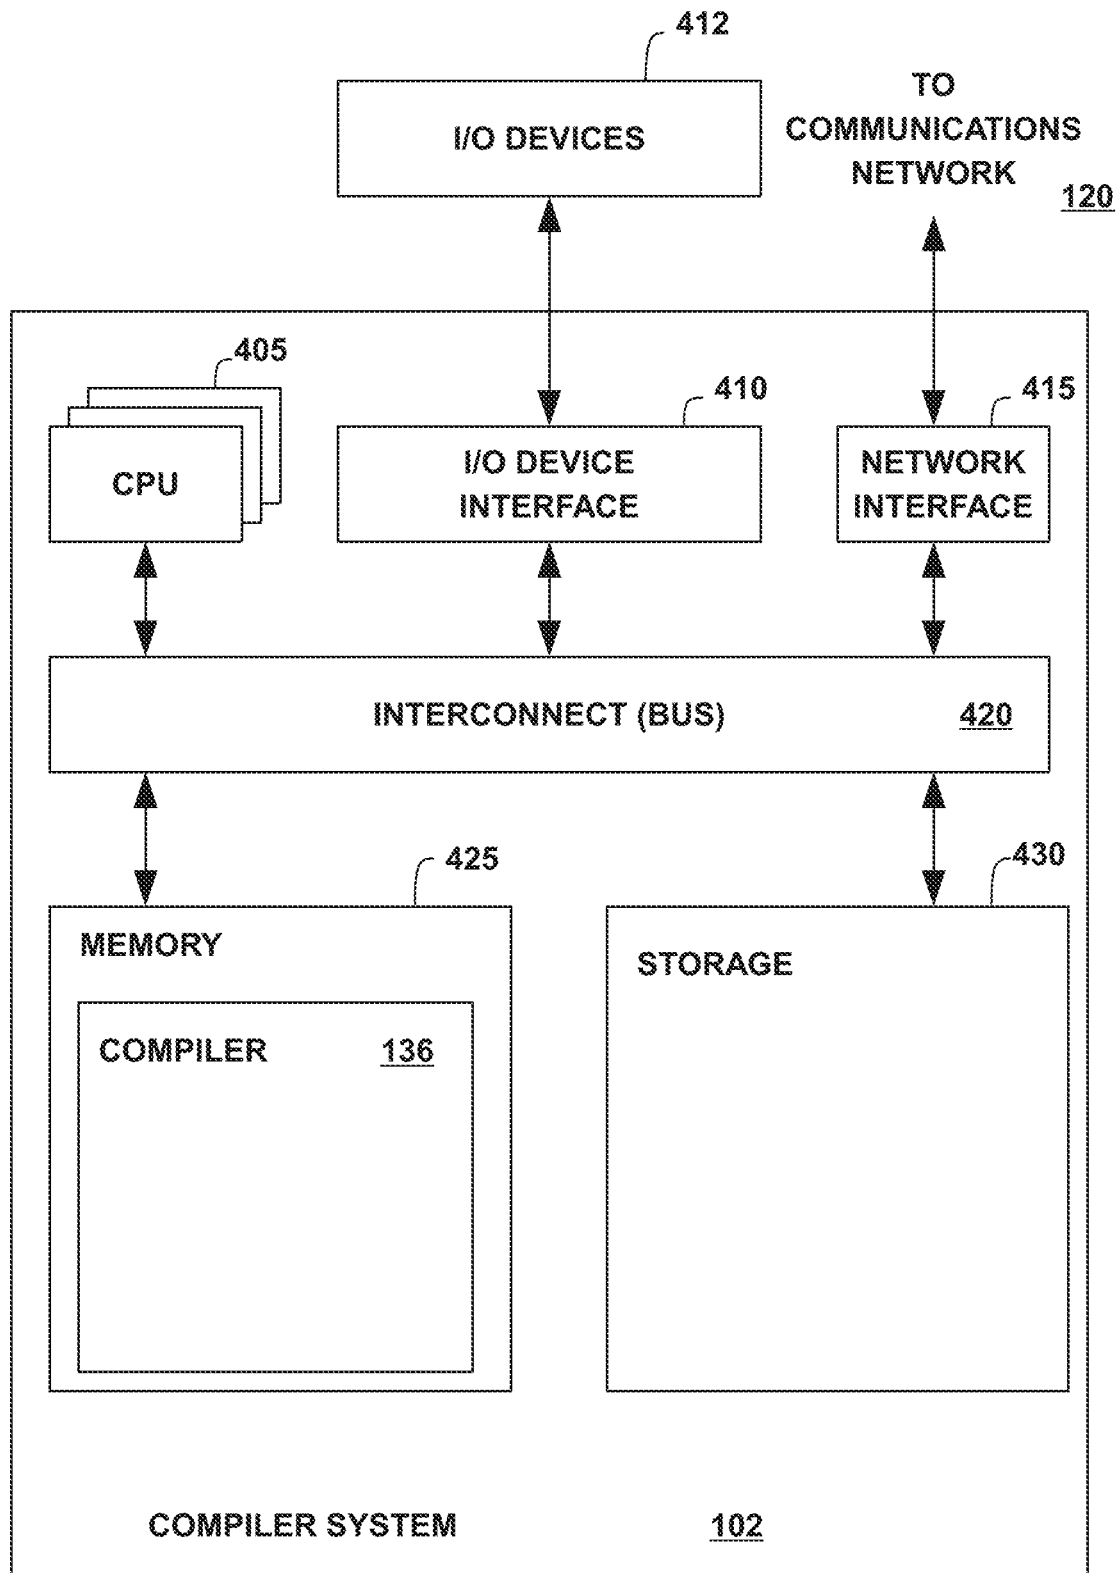 412
I/O DEVICES
TO
COMMUNICATIONS
NETWORK
120
405
CPU
410
I/O DEVICE
INTERFACE
415
NETWORK
INTERFACE
INTERCONNECT (BUS)
420
425
MEMORY
COMPILER
136
430
STORAGE
COMPILER SYSTEM
102